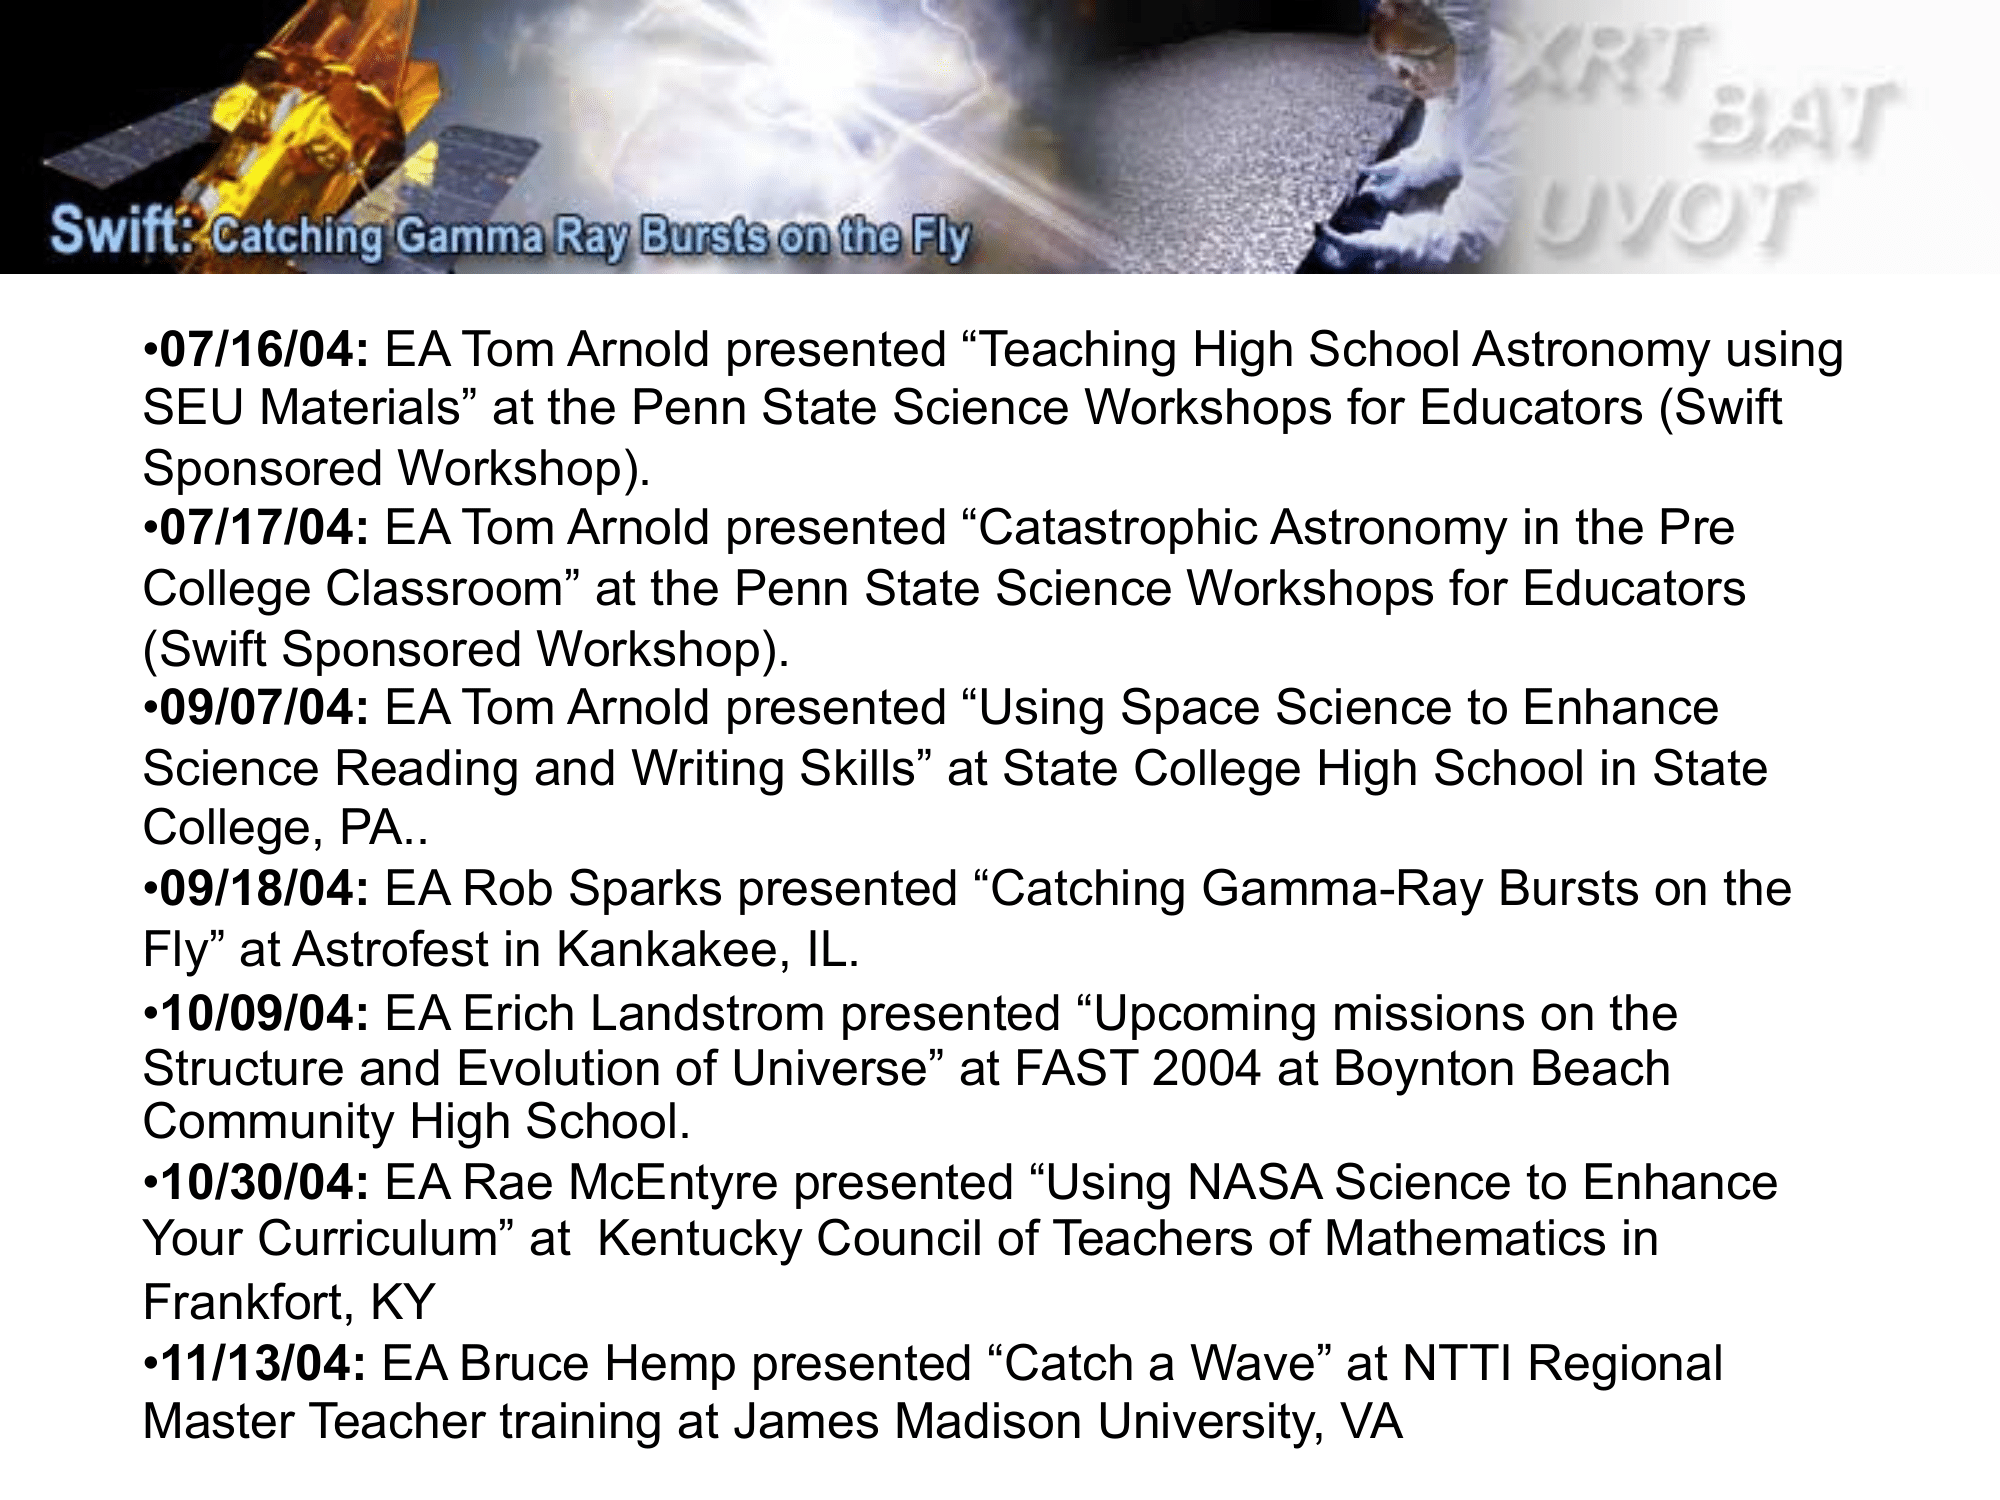 XRT
BAT
UVOT
Swift: Catching Gamma Ray Bursts on the Fly
•07/16/04: EA Tom Arnold presented “Teaching High School Astronomy using
SEU Materials” at the Penn State Science Workshops for Educators (Swift
Sponsored Workshop).
•07/17/04: EA Tom Arnold presented “Catastrophic Astronomy in the Pre
College Classroom” at the Penn State Science Workshops for Educators
(Swift Sponsored Workshop).
•09/07/04: EA Tom Arnold presented “Using Space Science to Enhance
Science Reading and Writing Skills” at State College High School in State
College, PA..
•09/18/04: EA Rob Sparks presented “Catching Gamma-Ray Bursts on the
Fly” at Astrofest in Kankakee, IL.
•10/09/04: EA Erich Landstrom presented “Upcoming missions on the
Structure and Evolution of Universe” at FAST 2004 at Boynton Beach
Community High School.
•10/30/04: EA Rae McEntyre presented “Using NASA Science to Enhance
Your Curriculum” at  Kentucky Council of Teachers of Mathematics in
Frankfort, KY
•11/13/04: EA Bruce Hemp presented “Catch a Wave” at NTTI Regional
Master Teacher training at James Madison University, VA